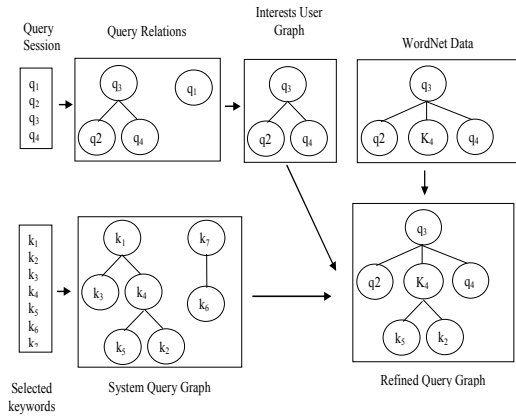 Query
Session
Query Relations
Interests User
Graph
WordNet Data
q1
q2
q3
q4
q3
q1
q2
q4
q3
q2
q4
q3
q2
K4
q4
k1
k2
k3
k4
k5
k6
k7
k1
k7
k3
k4
k6
k5
k2
q3
q2
K4
q4
k5
k2
Selected
keywords
System Query Graph
Refined Query Graph